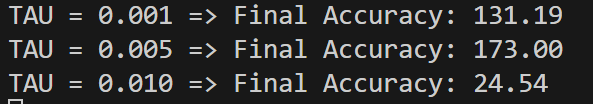 TAU = 0.001 => Final Accuracy: 131.19
TAU = 0.005 => Final Accuracy: 173.00
TAU = 0.010 => Final Accuracy: 24.54